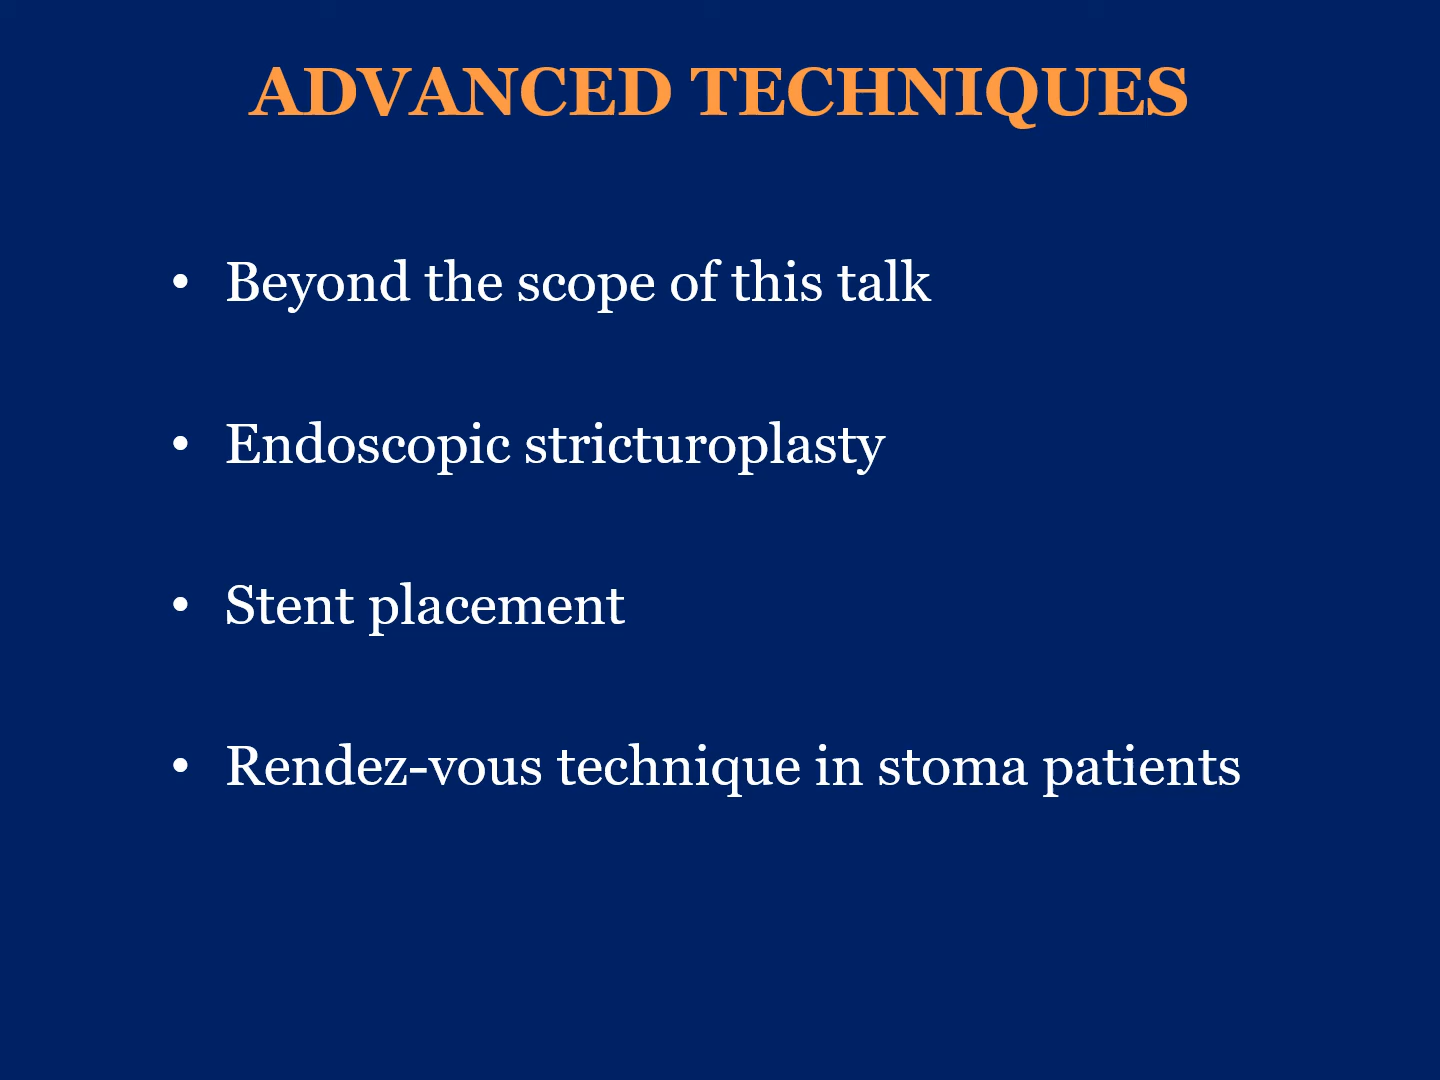 ADVANCED TECHNIQUES
• Beyond the scope of this talk
• Endoscopic stricturoplasty
• Stent placement
• Rendez-vous technique in stoma patients